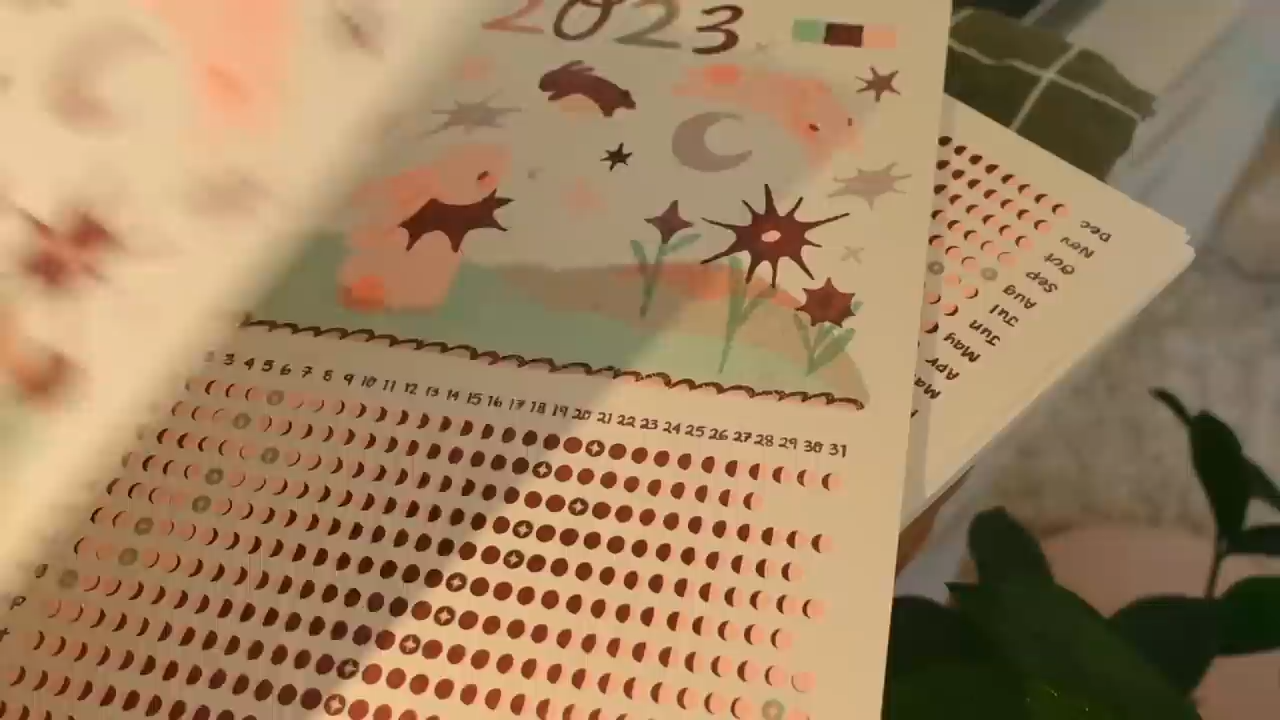 2023
3 4 5 6 7 8 9 10 11 12 13 14 15 16 17 18 19 20 21 22 23 24 25 26 27 28 29 30 31
Dec
Nov
Oct
Sep
Aug
Jul
Jun
May
Apr